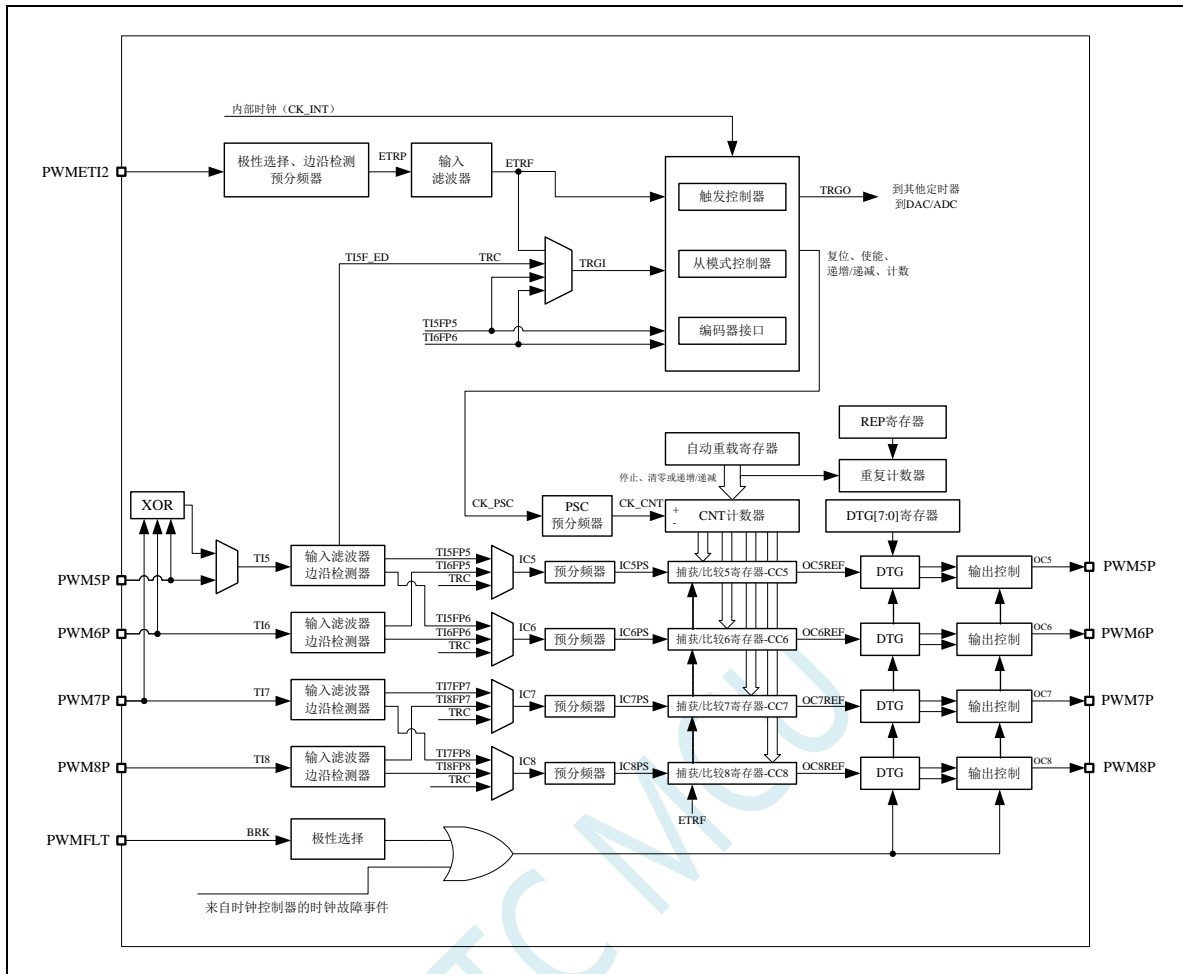 内部时钟（CK_INT）
PWMETI2
极性选择、边沿检测
预分频器
ETRP
输入
滤波器
ETRF
触发控制器
TRGO
到其他定时器
到DAC/ADC
TI5F_ED
TRC
TRGI
从模式控制器
复位、使能、
递增/递减、计数
TI5FP5
TI6FP6
编码器接口
REP寄存器
自动重载寄存器
重复计数器
停止、清零或递增/递减
XOR
CK_PSC
PSC
预分频器
CK_CNT
+
-
CNT计数器
DTG[7:0]寄存器
PWM5P
TI5
输入滤波器
边沿检测器
TI5FP5
TI6FP5
TRC
IC5
预分频器
IC5PS
捕获/比较5寄存器-CC5
OC5REF
DTG
输出控制
OC5
PWM5P
PWM6P
TI6
输入滤波器
边沿检测器
TI5FP6
TI6FP6
TRC
IC6
预分频器
IC6PS
捕获/比较6寄存器-CC6
OC6REF
DTG
输出控制
OC6
PWM6P
PWM7P
TI7
输入滤波器
边沿检测器
TI7FP7
TI8FP7
TRC
IC7
预分频器
IC7PS
捕获/比较7寄存器-CC7
OC7REF
DTG
输出控制
OC7
PWM7P
PWM8P
TI8
输入滤波器
边沿检测器
TI7FP8
TI8FP8
TRC
IC8
预分频器
IC8PS
捕获/比较8寄存器-CC8
OC8REF
DTG
输出控制
OC8
PWM8P
ETRF
PWMFLT
BRK
极性选择
来自时钟控制器的时钟故障事件
TC MCU